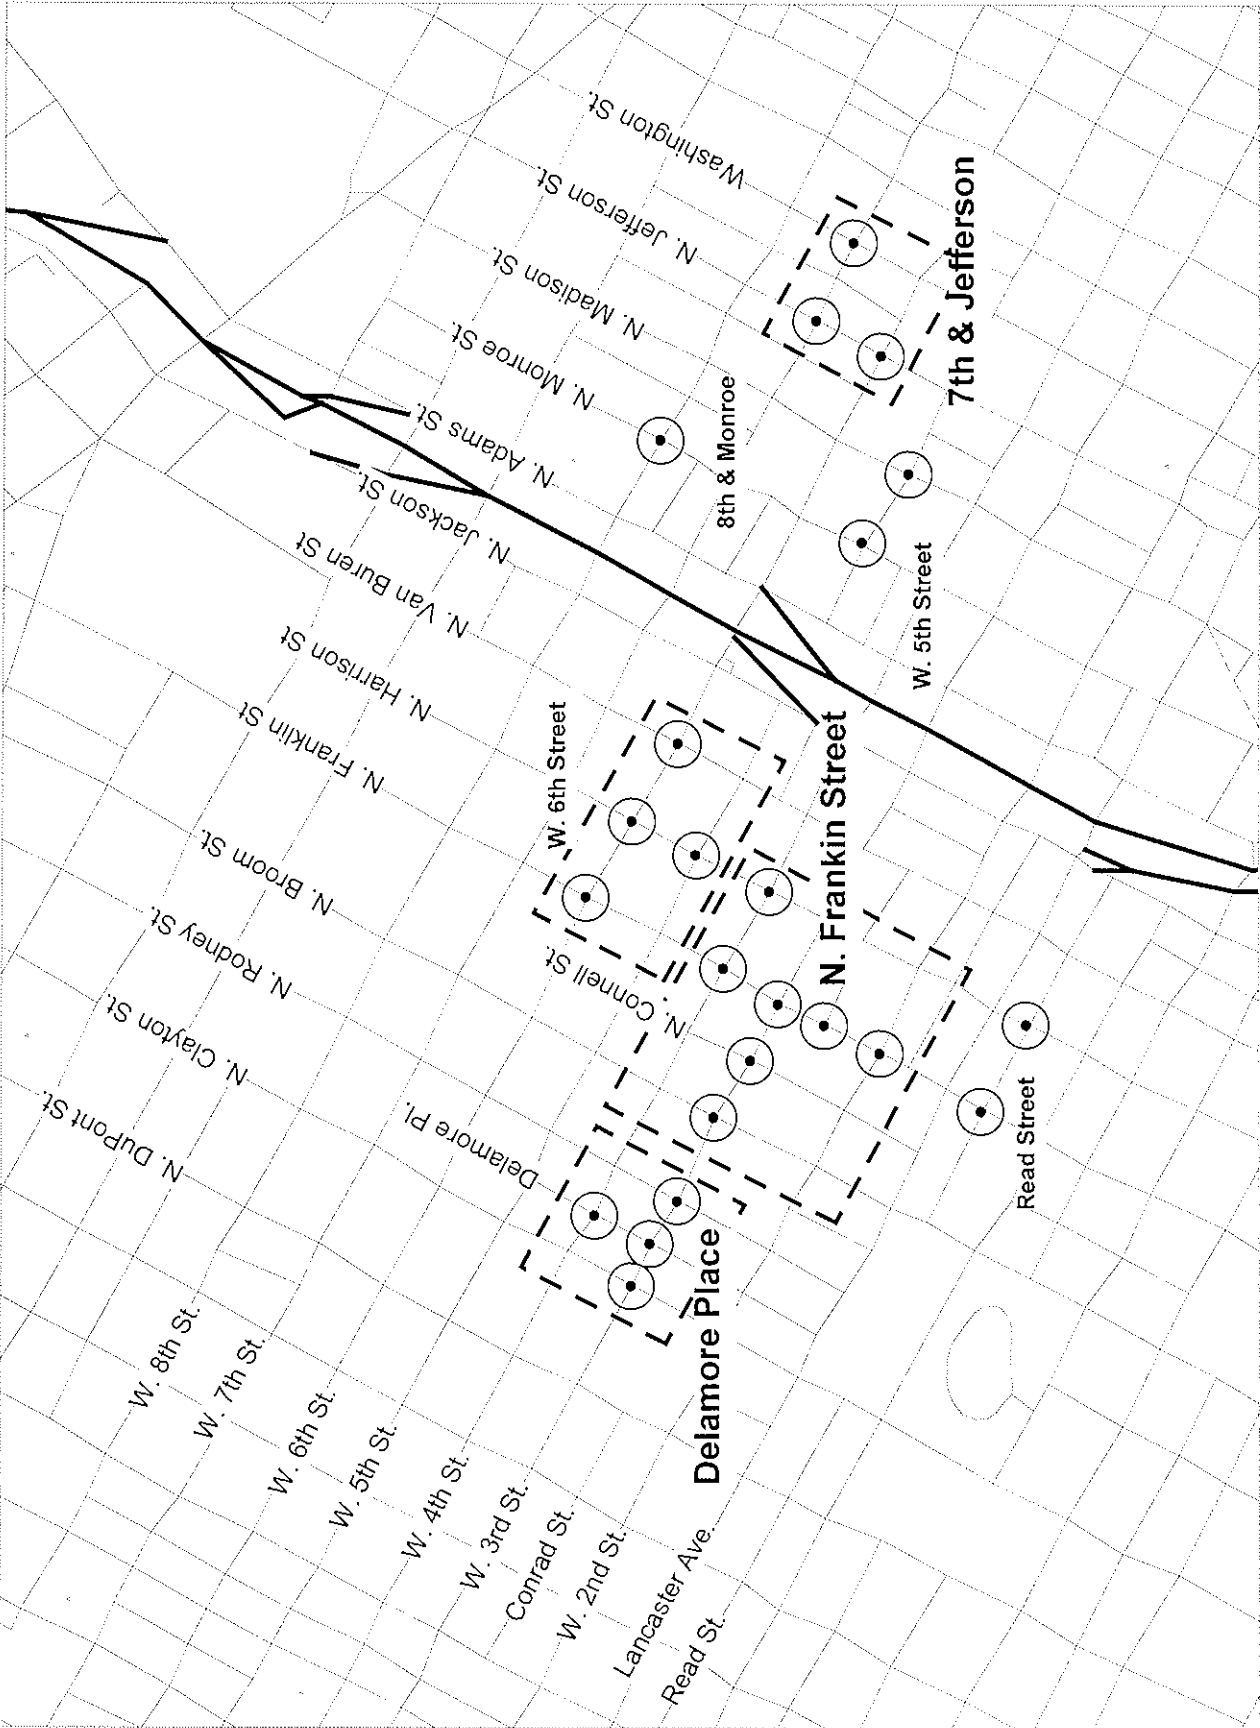 W. 8th St.
W. 7th St.
W. 6th St.
W. 5th St.
W. 4th St.
W. 3rd St.
Conrad St.
W. 2nd St.
Lancaster Ave.
Read St.
N. DuPont St.
N. Clayton St.
N. Rodney St.
N. Broom St.
N. Franklin St
N. Harrison St
N. Van Buren St
N. Jackson St.
N. Adams St.
N. Monroe St.
N. Madison St.
N. Jefferson St.
Washington St.
Delamore Pl.
N. Connell St.
Delamore Place
W. 6th Street
N. Frankin Street
Read Street
W. 5th Street
8th & Monroe
7th & Jefferson